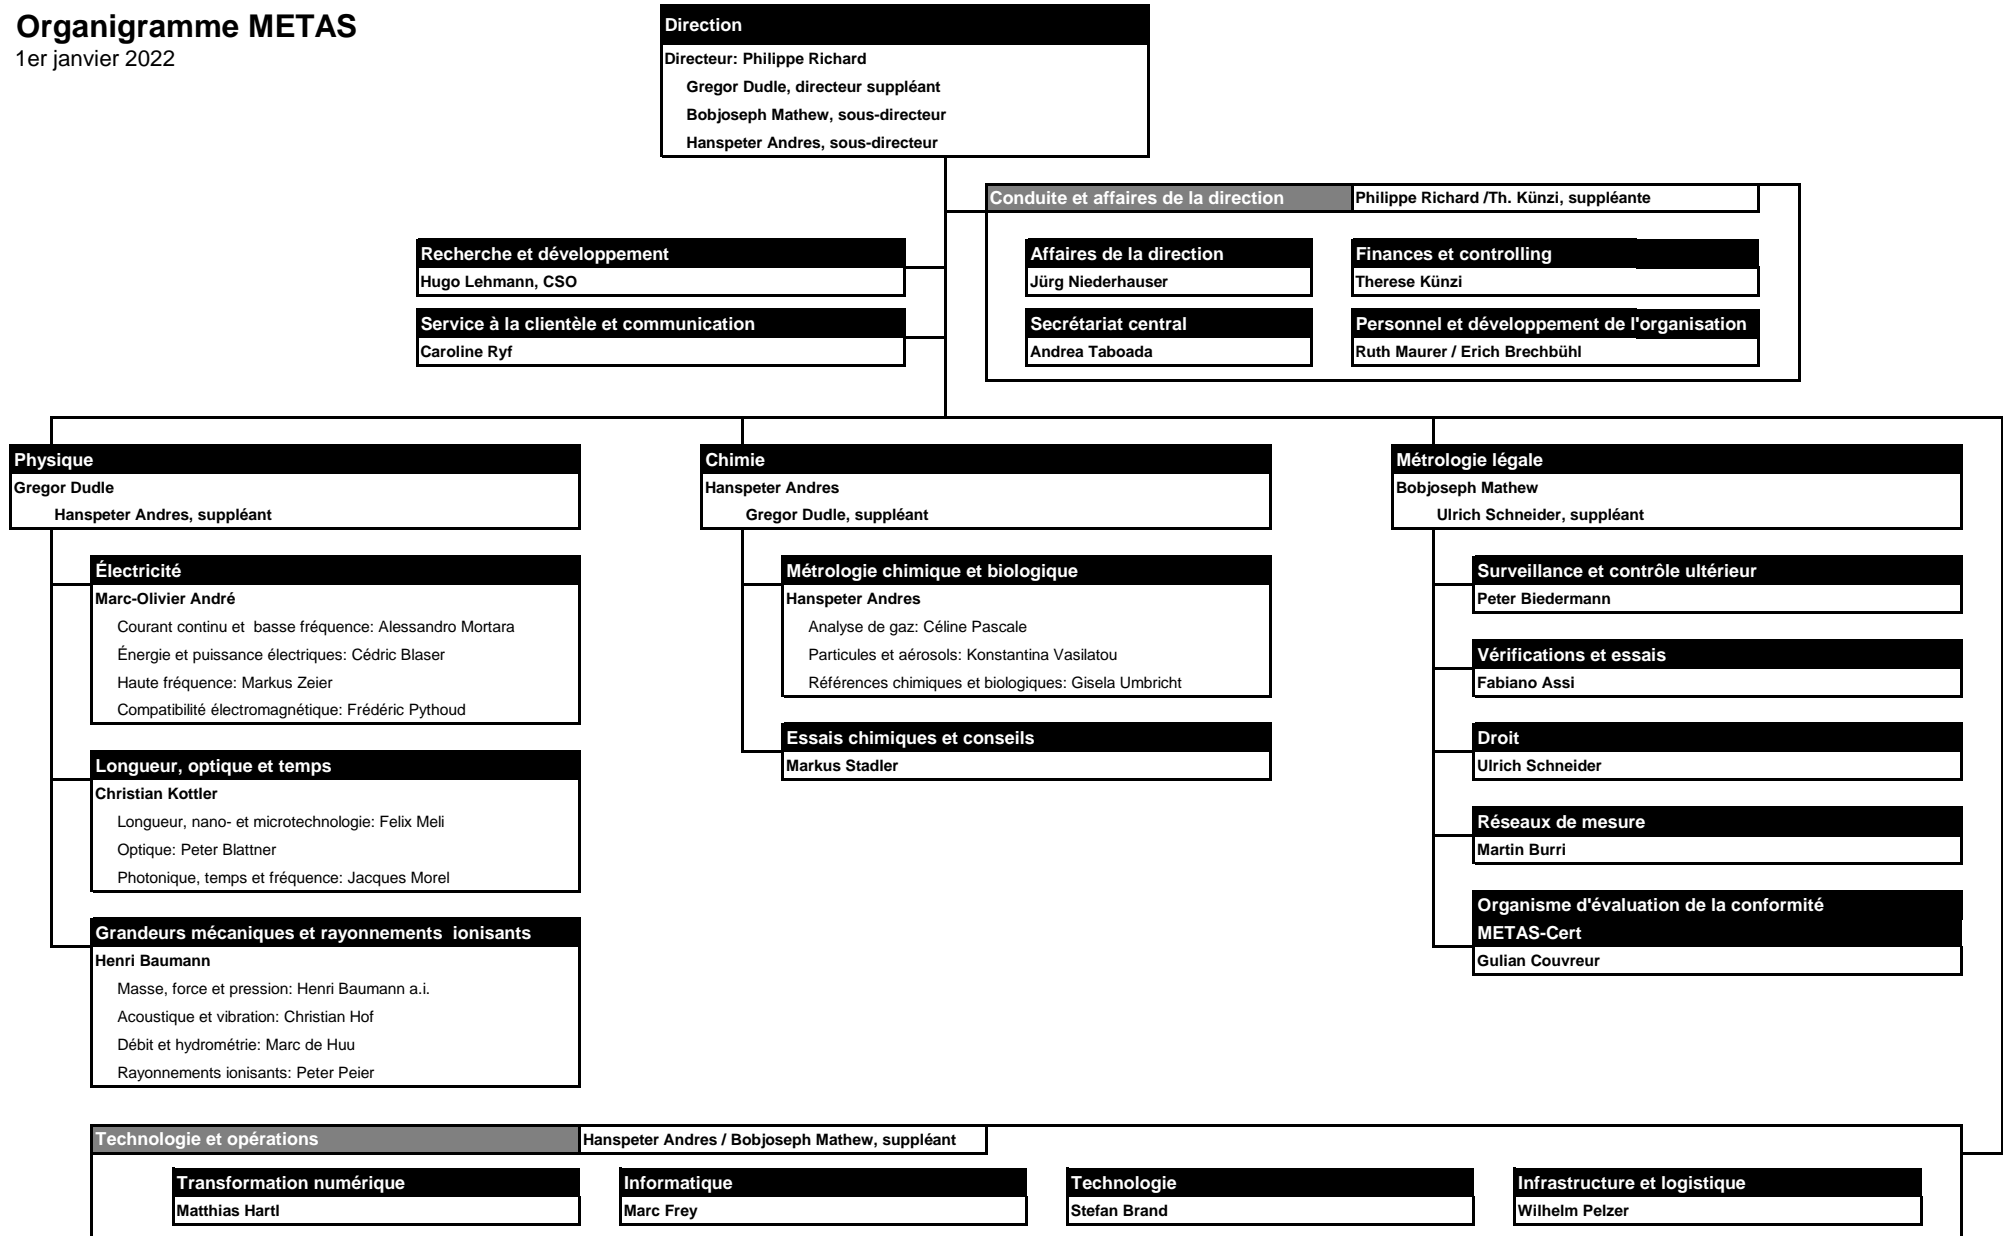 Organigramme METAS
1er janvier 2022
Direction
Directeur: Philippe Richard
Gregor Dudle, directeur suppléant
Bobjoseph Mathew, sous-directeur
Hanspeter Andres, sous-directeur
Conduite et affaires de la direction
Philippe Richard /Th. Künzi, suppléante
Recherche et développement
Hugo Lehmann, CSO
Affaires de la direction
Jürg Niederhauser
Finances et controlling
Therese Künzi
Service à la clientèle et communication
Caroline Ryf
Secrétariat central
Andrea Taboada
Personnel et développement de l'organisation
Ruth Maurer / Erich Brechbühl
Physique
Gregor Dudle
Hanspeter Andres, suppléant
Électricité
Marc-Olivier André
Courant continu et  basse fréquence: Alessandro Mortara
Énergie et puissance électriques: Cédric Blaser
Haute fréquence: Markus Zeier
Compatibilité électromagnétique: Frédéric Pythoud
Longueur, optique et temps
Christian Kottler
Longueur, nano- et microtechnologie: Felix Meli
Optique: Peter Blattner
Photonique, temps et fréquence: Jacques Morel
Grandeurs mécaniques et rayonnements  ionisants
Henri Baumann
Masse, force et pression: Henri Baumann a.i.
Acoustique et vibration: Christian Hof
Débit et hydrométrie: Marc de Huu
Rayonnements ionisants: Peter Peier
Chimie
Hanspeter Andres
Gregor Dudle, suppléant
Métrologie chimique et biologique
Hanspeter Andres
Analyse de gaz: Céline Pascale
Particules et aérosols: Konstantina Vasilatou
Références chimiques et biologiques: Gisela Umbricht
Essais chimiques et conseils
Markus Stadler
Métrologie légale
Bobjoseph Mathew
Ulrich Schneider, suppléant
Surveillance et contrôle ultérieur
Peter Biedermann
Vérifications et essais
Fabiano Assi
Droit
Ulrich Schneider
Réseaux de mesure
Martin Burri
Organisme d'évaluation de la conformité
METAS-Cert
Gulian Couvreur
Technologie et opérations
Hanspeter Andres / Bobjoseph Mathew, suppléant
Transformation numérique
Matthias Hartl
Informatique
Marc Frey
Technologie
Stefan Brand
Infrastructure et logistique
Wilhelm Pelzer